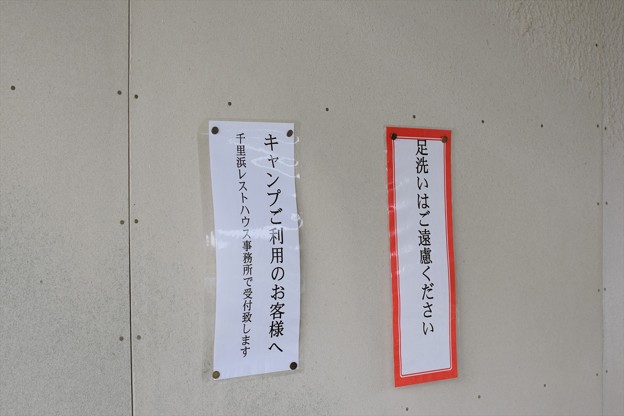 足洗いはご遠慮ください
キャンプご利用のお客様へ
千里浜レストハウス事務所で受付致します